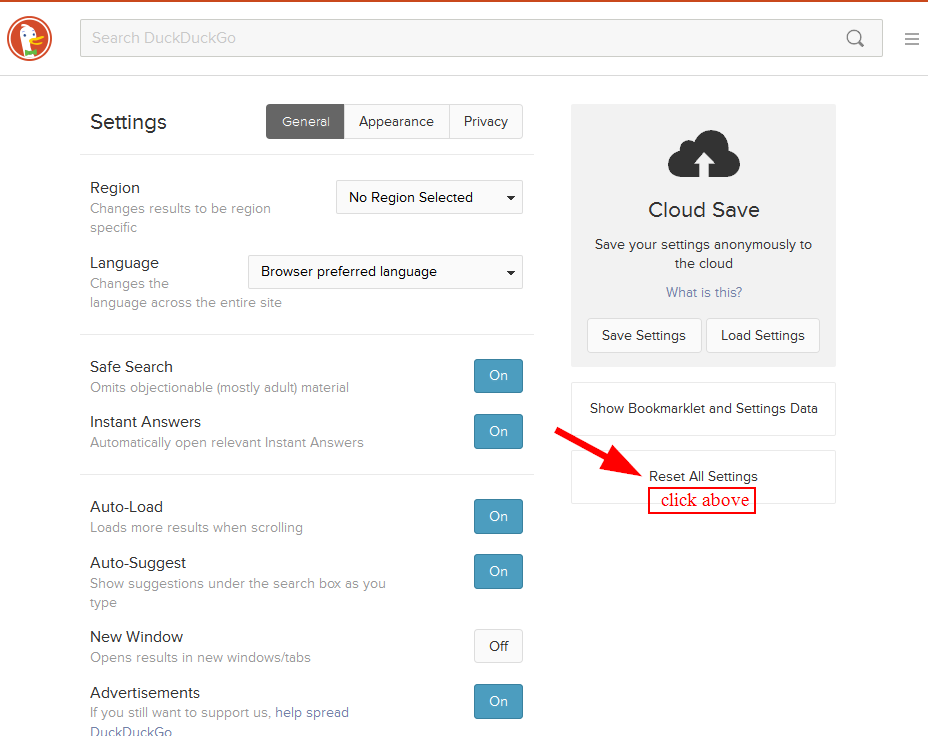 Search DuckDuckGo
Settings
General
Appearance
Privacy
Region
Changes results to be region
specific
No Region Selected
Language
Changes the
language across the entire site
Browser preferred language
Safe Search
Omits objectionable (mostly adult) material
On
Instant Answers
Automatically open relevant Instant Answers
On
Auto-Load
Loads more results when scrolling
On
Auto-Suggest
Show suggestions under the search box as you
type
On
New Window
Opens results in new windows/tabs
Off
Advertisements
If you still want to support us, help spread
DuckDuckGo
On
Cloud Save
Save your settings anonymously to
the cloud
What is this?
Save Settings
Load Settings
Show Bookmarklet and Settings Data
Reset All Settings
click above